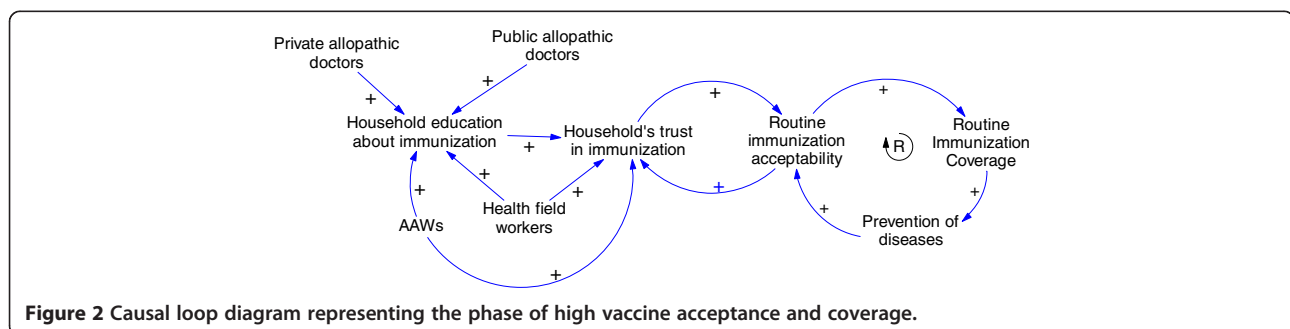 Private allopathic
doctors
Public allopathic
doctors
+
+
+
+
Household education
about immunization
+
Household's trust
in immunization
Routine
immunization
acceptability
R
Routine
Immunization
Coverage
+
+
+
+
+
+
AAWs
Health field
workers
Prevention of
diseases
+
Figure 2 Causal loop diagram representing the phase of high vaccine acceptance and coverage.